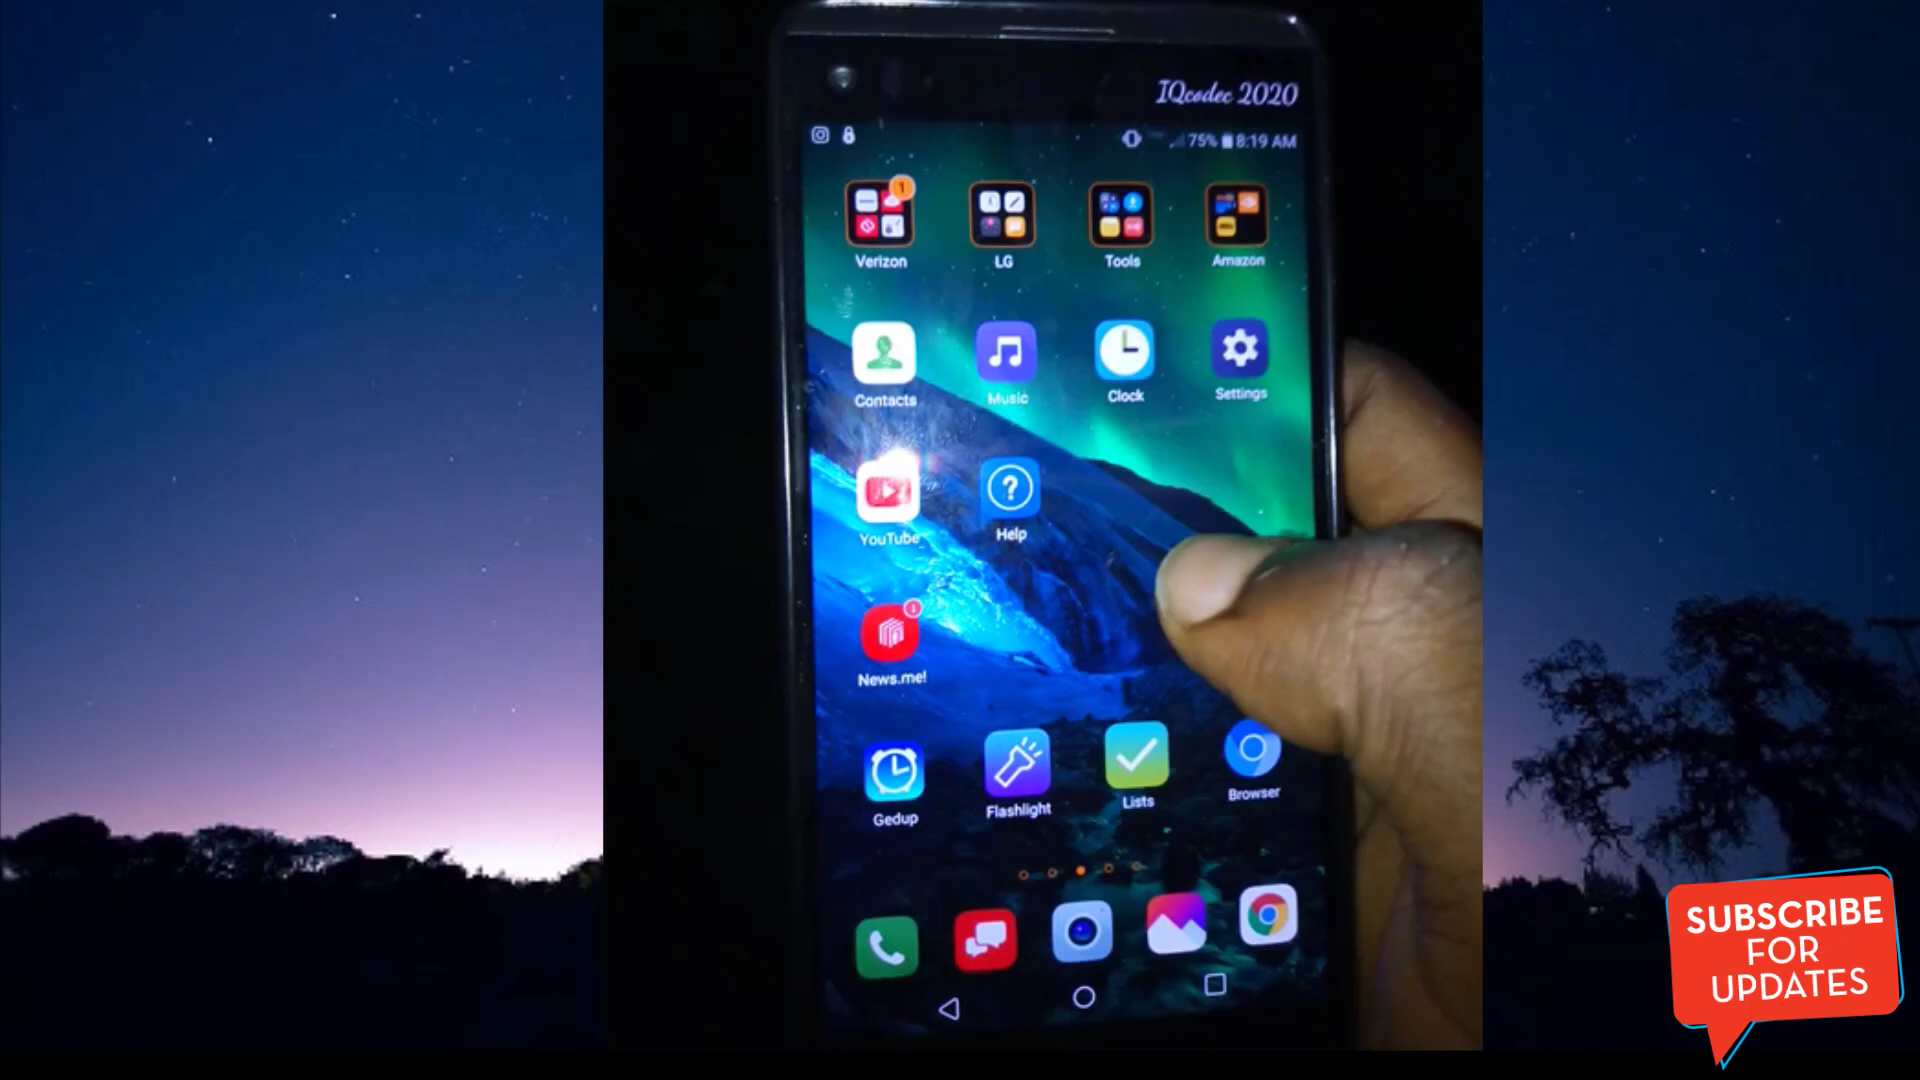 IQcodec 2020
75% 8:19 AM
1
Verizon
LG
Tools
Amazon
Contacts
Music
Clock
Settings
YouTube
?
Help
News.me!
Gedup
Flashlight
Lists
Browser
SUBSCRIBE
FOR
UPDATES